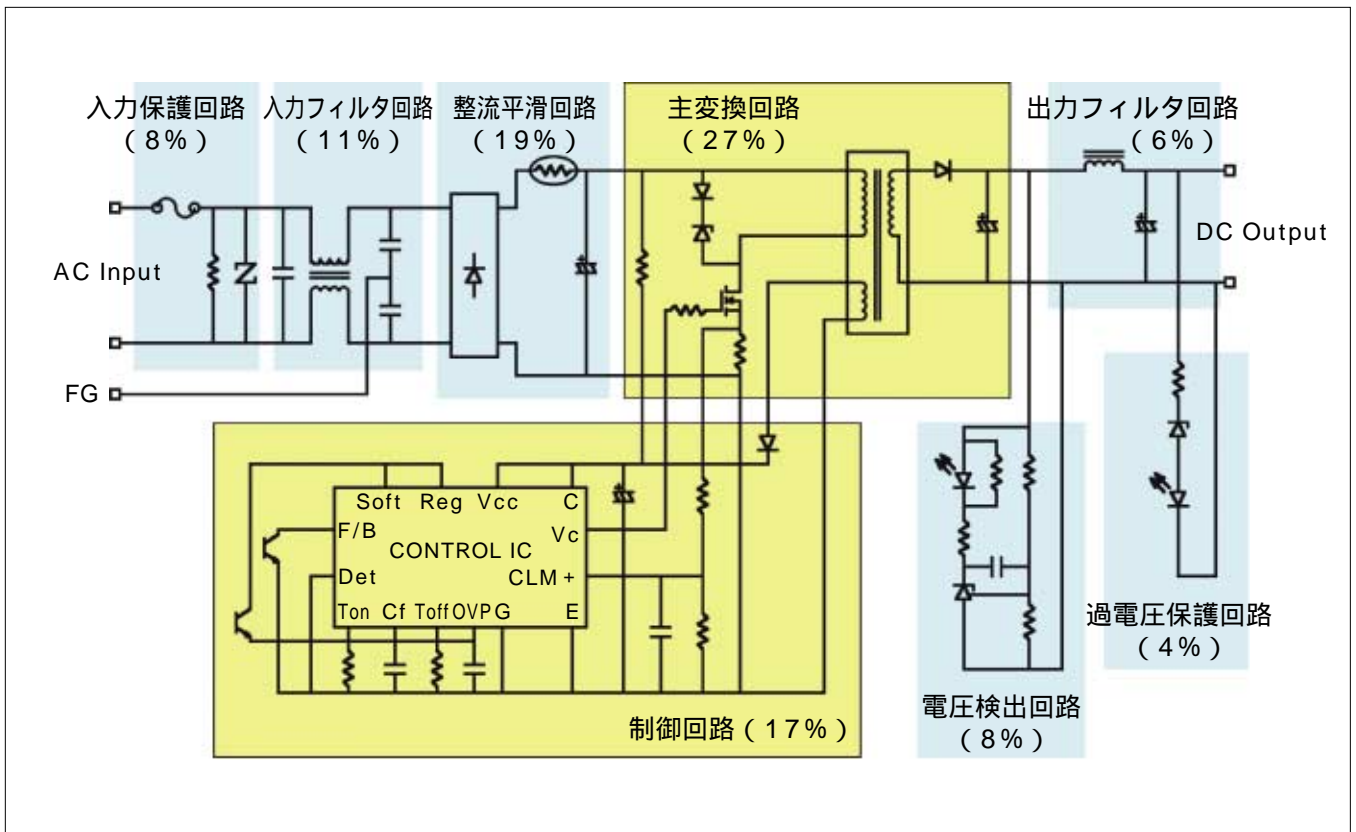 入力保護回路
(8%)
入力フィルタ回路
(11%)
整流平滑回路
(19%)
主変換回路
(27%)
出力フィルタ回路
(6%)
AC Input
FG
DC Output
Soft Reg Vcc C
F/B
Vc
CONTROL IC
Det
CLM +
Ton Cf Toff OVP G E
制御回路(17%)
電圧検出回路
(8%)
過電圧保護回路
(4%)